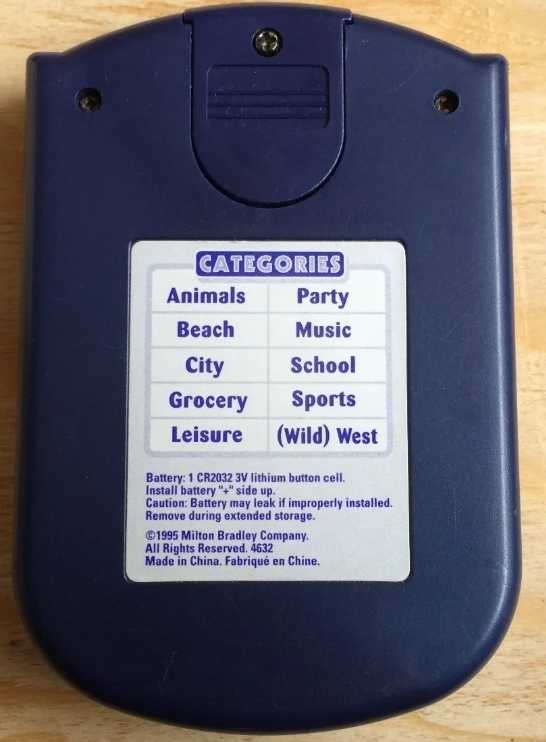 CATEGORIES
Animals Party
Beach Music
City School
Grocery Sports
Leisure (Wild) West
Battery: 1 CR2032 3V lithium button cell.
Install battery "+" side up.
Caution: Battery may leak if improperly installed.
Remove during extended storage.
©1995 Milton Bradley Company.
All Rights Reserved. 4632
Made in China. Fabriqué en Chine.